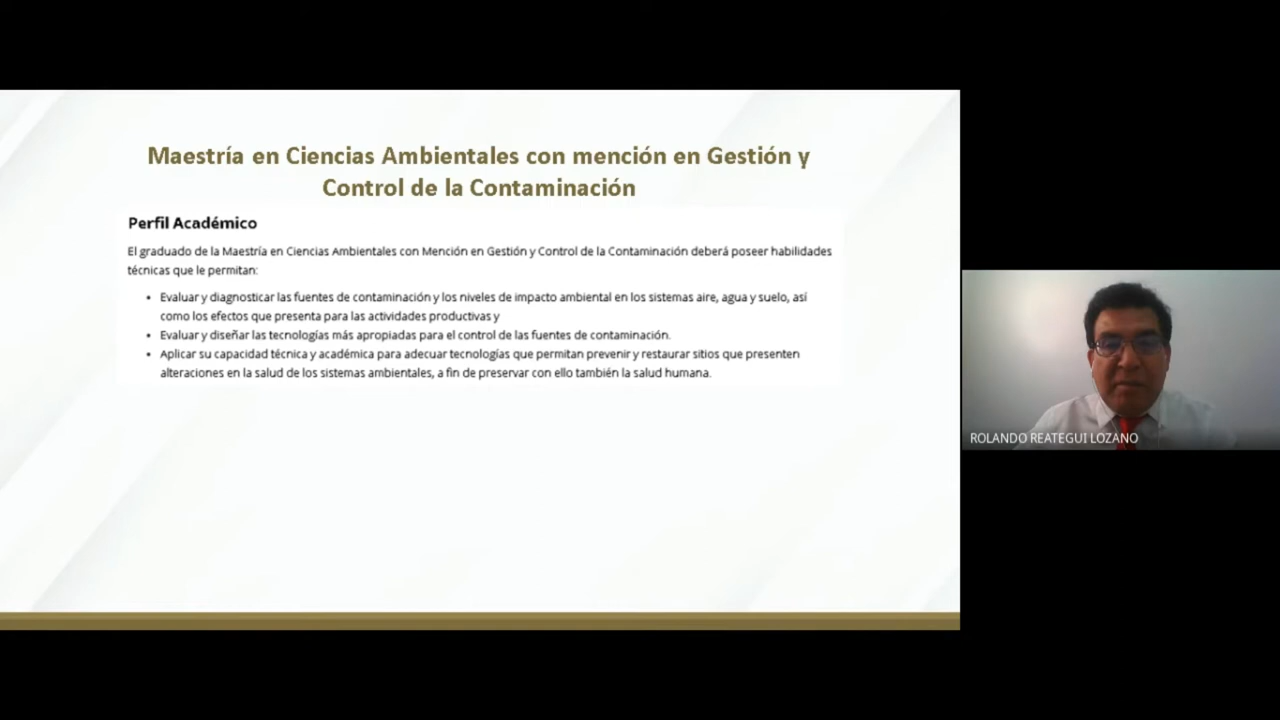 Maestría en Ciencias Ambientales con mención en Gestión y
Control de la Contaminación
Perfil Académico
El graduado de la Maestría en Ciencias Ambientales con Mención en Gestión y Control de la Contaminación deberá poseer habilidades
técnicas que le permitan:
• Evaluar y diagnosticar las fuentes de contaminación y los niveles de impacto ambiental en los sistemas aire, agua y suelo, así
como los efectos que presenta para las actividades productivas y
• Evaluar y diseñar las tecnologías más apropiadas para el control de las fuentes de contaminación.
• Aplicar su capacidad técnica y académica para adecuar tecnologías que permitan prevenir y restaurar sitios que presenten
alteraciones en la salud de los sistemas ambientales, a fin de preservar con ello también la salud humana.
ROLANDO REATEGUI LOZANO